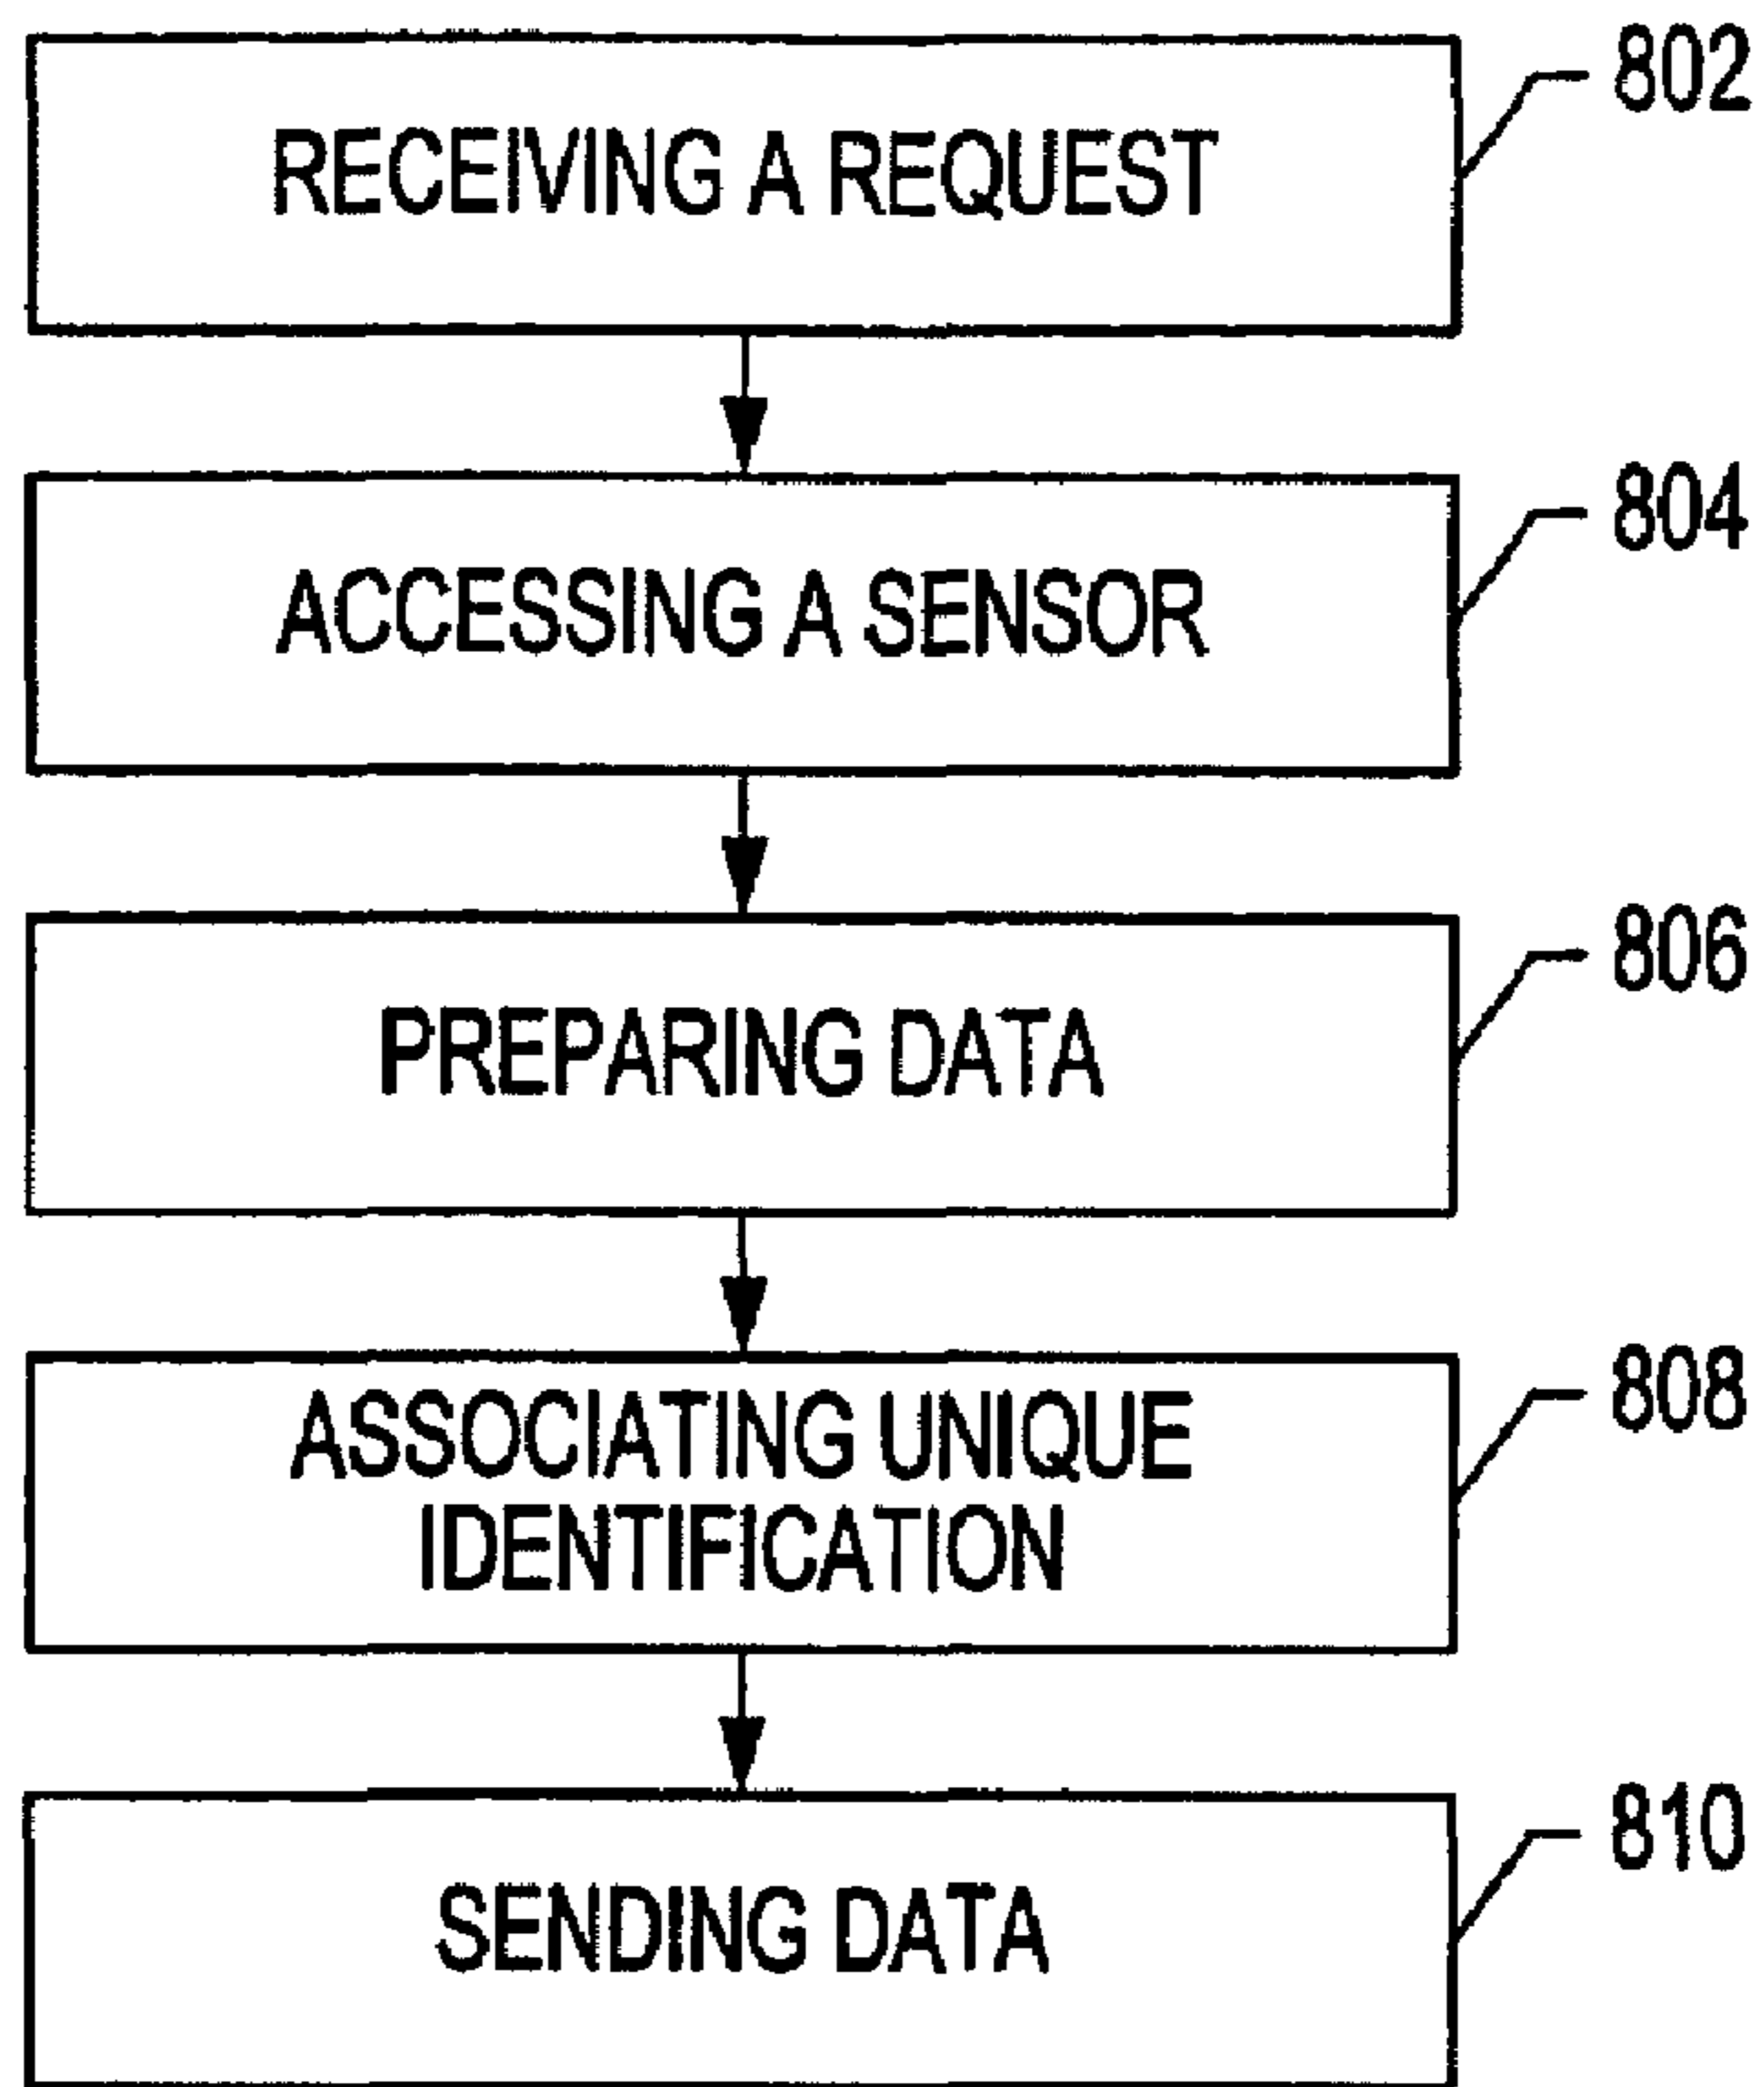 802
RECEIVING A REQUEST
804
ACCESSING A SENSOR
806
PREPARING DATA
808
ASSOCIATING UNIQUE
IDENTIFICATION
810
SENDING DATA